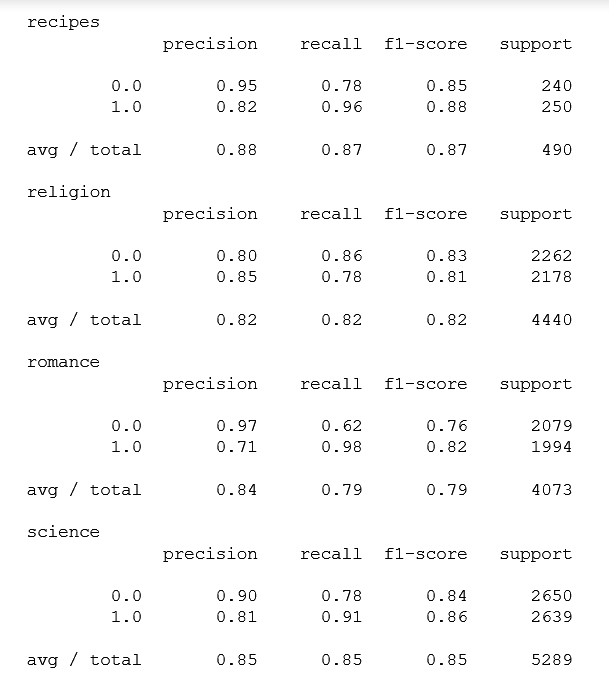 recipes
precision recall f1-score support
0.0 0.95 0.78 0.85 240
1.0 0.82 0.96 0.88 250
avg / total 0.88 0.87 0.87 490
religion
precision recall f1-score support
0.0 0.80 0.86 0.83 2262
1.0 0.85 0.78 0.81 2178
avg / total 0.82 0.82 0.82 4440
romance
precision recall f1-score support
0.0 0.97 0.62 0.76 2079
1.0 0.71 0.98 0.82 1994
avg / total 0.84 0.79 0.79 4073
science
precision recall f1-score support
0.0 0.90 0.78 0.84 2650
1.0 0.81 0.91 0.86 2639
avg / total 0.85 0.85 0.85 5289